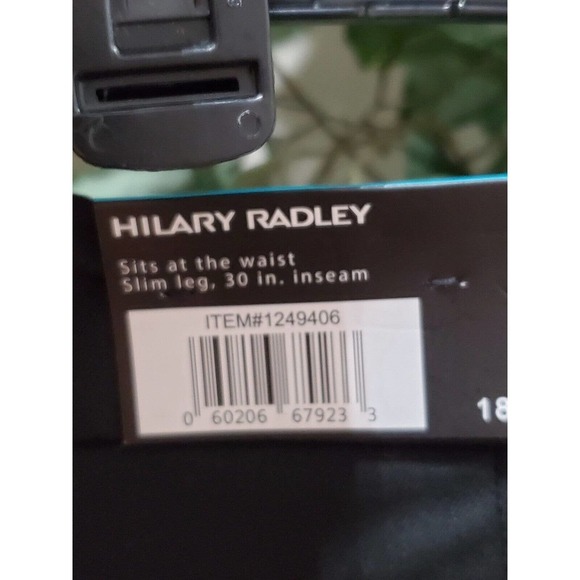 HILARY RADLEY
Sits at the waist
Slim leg, 30 in. inseam
ITEM#1249406
0 60206 67923 3
18